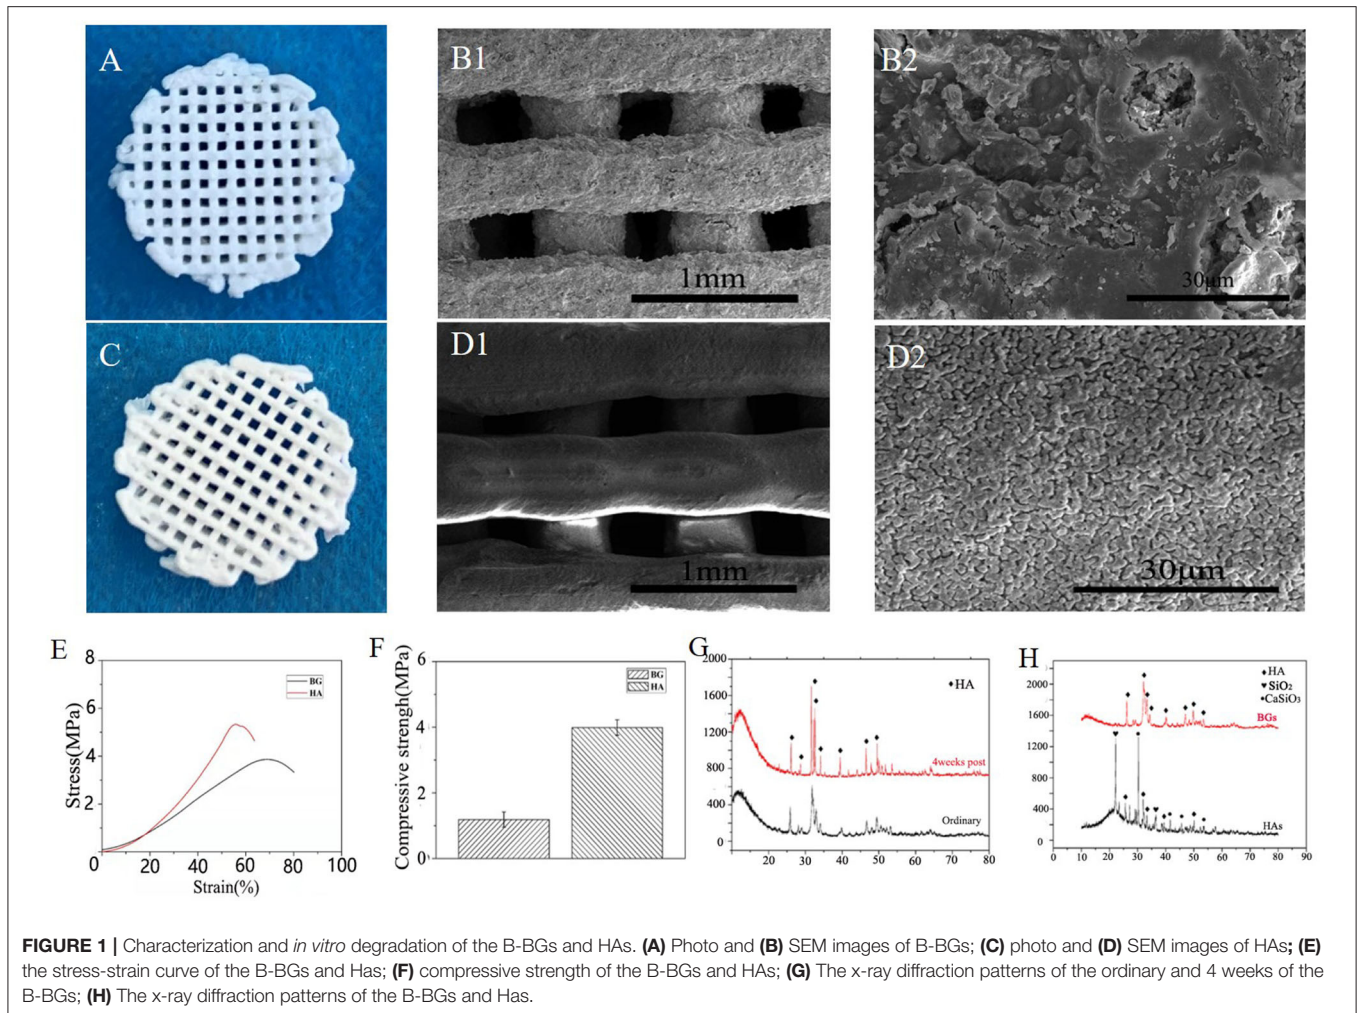 A
B1
1mm
B2
30μm
C
D1
1mm
D2
30μm
E
8
6
4
2
0
20
40
60
80
100
Stress(MPa)
Strain(%)
BG
HA
F
6
4
2
0
Compressive strengh(MPa)
BG
HA
G
2000
1600
1200
800
400
0
20
30
40
50
60
70
80
HA
4weeks post
Ordinary
H
2000
1600
1200
800
400
0
10
20
30
40
50
60
70
80
90
HA
SiO₂
CaSiO₃
BGs
HAs
FIGURE 1 | Characterization and in vitro degradation of the B-BGs and HAs. (A) Photo and (B) SEM images of B-BGs; (C) photo and (D) SEM images of HAs; (E)
the stress-strain curve of the B-BGs and Has; (F) compressive strength of the B-BGs and HAs; (G) The x-ray diffraction patterns of the ordinary and 4 weeks of the
B-BGs; (H) The x-ray diffraction patterns of the B-BGs and Has.